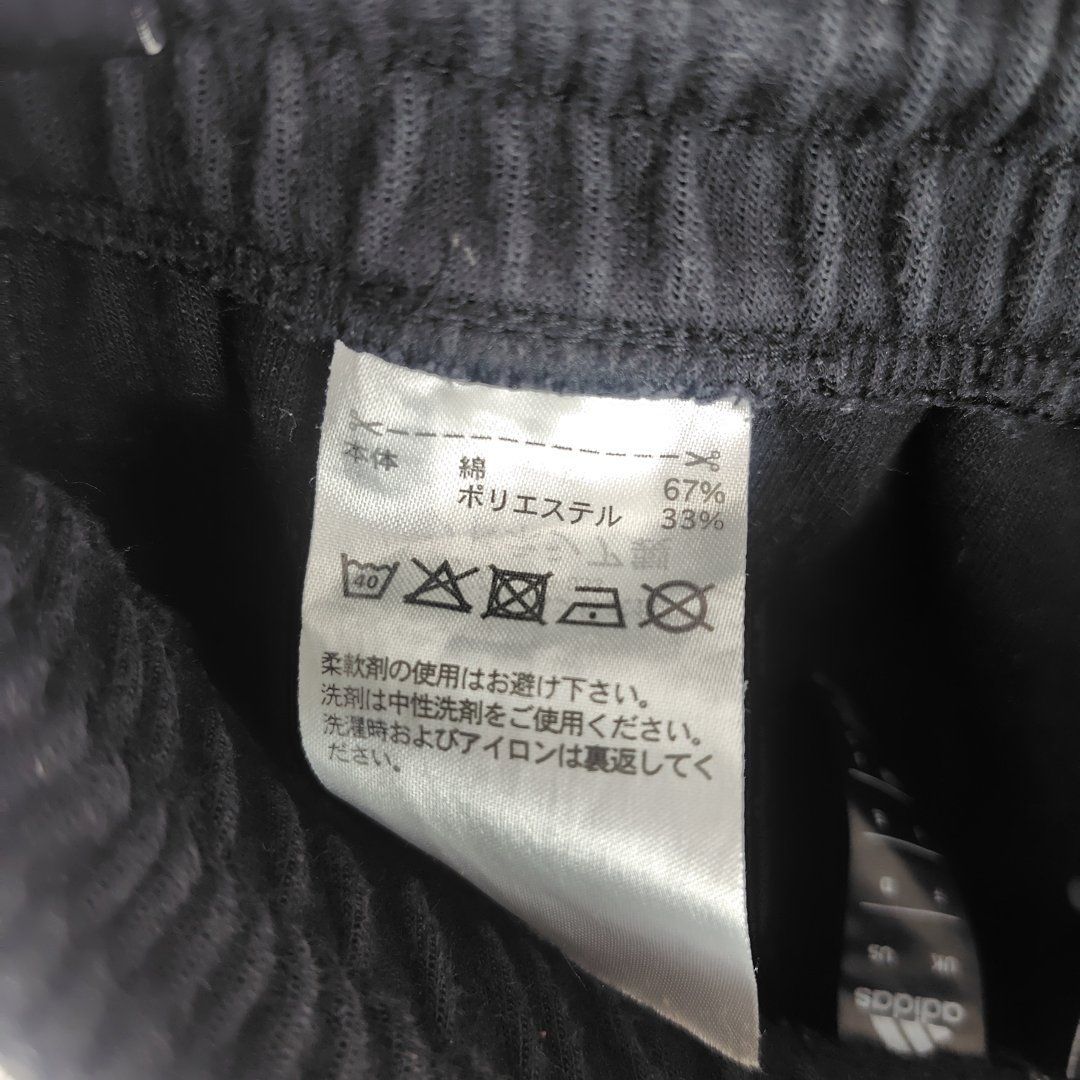 本体 綿 67%
ポリエステル 33%
40
柔軟剤の使用はお避け下さい。
洗剤は中性洗剤をご使用ください。
洗濯時およびアイロンは裏返してく
ださい。
UK US
adidas